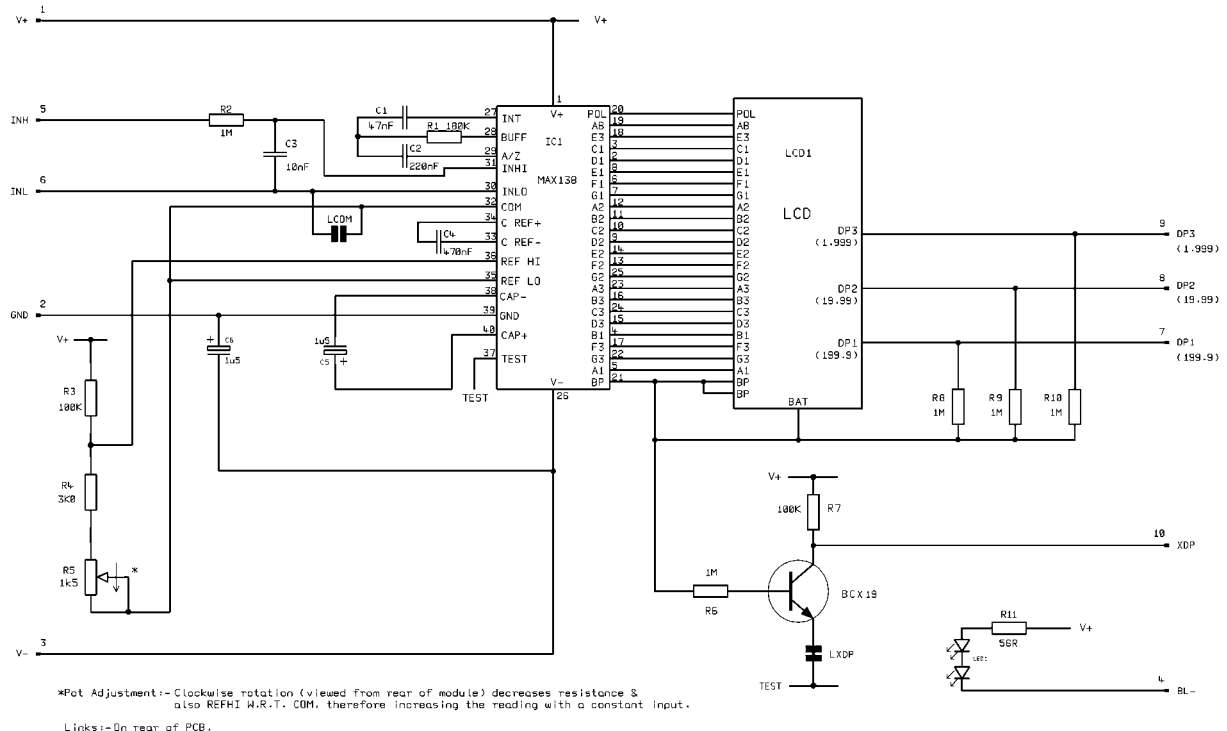 V+ 1 V+
INH 5 R2 1M
C3 10nF
INL 6
LCOM
C1 47nF
R1 180K
C2 220nF
C4 470nF
1 V+
IC1
MAX138
27 INT
28 BUFF
29 A/Z
31 INHI
30 INLO
32 COM
34 C REF+
33 C REF-
36 REF HI
35 REF LO
38 CAP-
39 GND
40 CAP+
37 TEST
V- 26
TEST
POL 20 POL
AB 19 AB
E3 18 E3
C1 3 C1
D1 2 D1
E1 8 E1
F1 6 F1
G1 7 G1
A2 12 A2
B2 11 B2
C2 10 C2
D2 9 D2
E2 14 E2
F2 13 F2
G2 25 G2
A3 23 A3
B3 16 B3
C3 24 C3
D3 15 D3
B1 4 B1
F3 17 F3
G3 22 G3
A1 5 A1
BP 21 BP
BP
LCD1
LCD
DP3
(1.999)
DP2
(19.99)
DP1
(199.9)
BAT
9 DP3
(1.999)
8 DP2
(19.99)
7 DP1
(199.9)
R8 1M
R9 1M
R10 1M
GND 2
+ C6
1u5
1u5
C5 +
V+
R3
100K
R4
3K0
R5
1k5
*
V- 3
V+
100K R7
10 XDP
1M
R6
BCX19
LXDP
TEST
R11
56R
V+
LED1
4 BL-
*Pot Adjustment:- Clockwise rotation (viewed from rear of module) decreases resistance &
also REFHI W.R.T. COM, therefore increasing the reading with a constant input.
Links:-On rear of PCB.